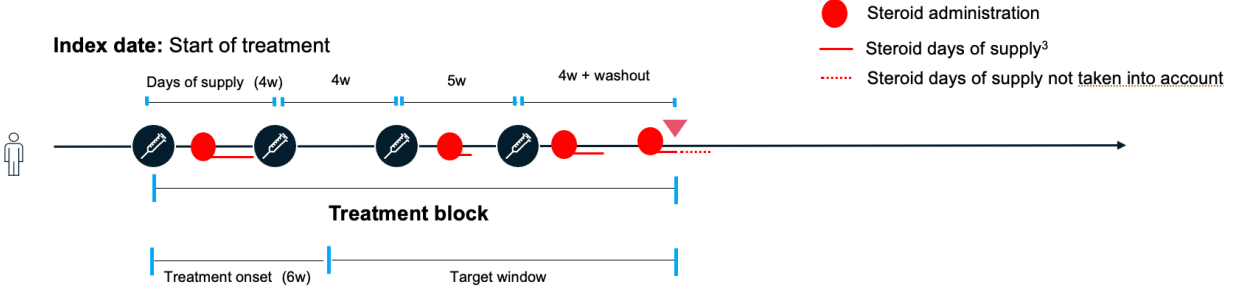 Steroid administration
Index date: Start of treatment
Steroid days of supply³
Days of supply (4w)
4w
5w
4w + washout
Steroid days of supply not taken into account
Treatment block
Treatment onset (6w)
Target window